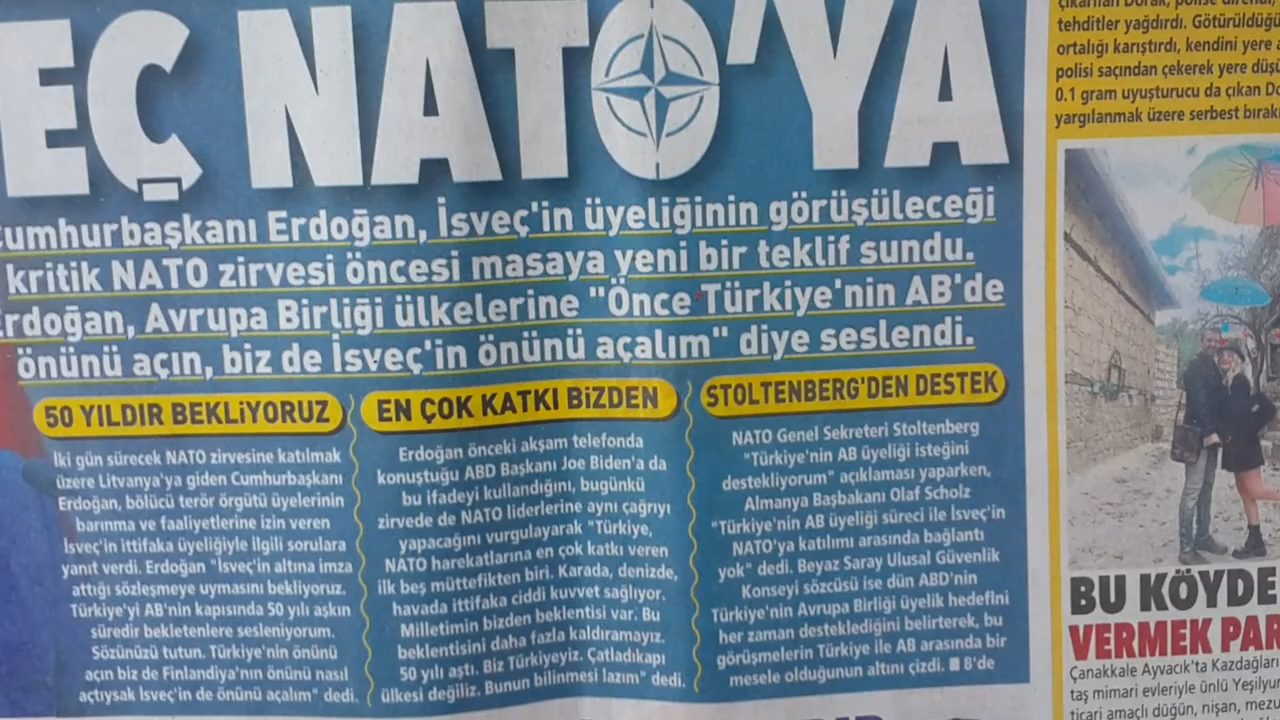 EÇ NATO'YA
Cumhurbaşkanı Erdoğan, İsveç'in üyeliğinin görüşüleceği
kritik NATO zirvesi öncesi masaya yeni bir teklif sundu.
Erdoğan, Avrupa Birliği ülkelerine "Önce Türkiye'nin AB'de
önünü açın, biz de İsveç'in önünü açalım" diye seslendi.
50 YILDIR BEKLİYORUZ
İki gün sürecek NATO zirvesine katılmak
üzere Litvanya'ya giden Cumhurbaşkanı
Erdoğan, bölücü terör örgütü üyelerinin
barınma ve faaliyetlerine izin veren
İsveç'in ittifaka üyeliğiyle ilgili sorulara
yanıt verdi. Erdoğan "İsveç'in altına imza
attığı sözleşmeye uymasını bekliyoruz.
Türkiye'yi AB'nin kapısında 50 yılı aşkın
süredir bekletenlere sesleniyorum.
Sözünüzü tutun. Türkiye'nin önünü
açın biz de Finlandiya'nın önünü nasıl
açtıysak İsveç'in de önünü açalım" dedi.
EN ÇOK KATKI BİZDEN
Erdoğan önceki akşam telefonda
konuştuğu ABD Başkanı Joe Biden'a da
bu ifadeyi kullandığını, bugünkü
zirvede de NATO liderlerine aynı çağrıyı
yapacağını vurgulayarak "Türkiye,
NATO harekatlarına en çok katkı veren
ilk beş müttefikten biri. Karada, denizde,
havada ittifaka ciddi kuvvet sağlıyor.
Milletimin bizden beklentisi var. Bu
beklentisini daha fazla kaldıramayız.
50 yılı aştı. Biz Türkiyeyiz. Çatladıkapı
ülkesi değiliz. Bunun bilinmesi lazım" dedi.
STOLTENBERG'DEN DESTEK
NATO Genel Sekreteri Stoltenberg
"Türkiye'nin AB üyeliği isteğini
destekliyorum" açıklaması yaparken,
Almanya Başbakanı Olaf Scholz
"Türkiye'nin AB üyeliği süreci ile İsveç'in
NATO'ya katılımı arasında bağlantı
yok" dedi. Beyaz Saray Ulusal Güvenlik
Konseyi sözcüsü ise dün ABD'nin
Türkiye'nin Avrupa Birliği üyelik hedefini
her zaman desteklediğini belirterek, bu
görüşmelerin Türkiye ile AB arasında bir
mesele olduğunun altını çizdi. ■ 8'de
çıkarılan Dorak, polise direndi,
tehditler yağdırdı. Götürüldüğü
ortalığı karıştırdı, kendini yere a
polisi saçından çekerek yere düşü
0.1 gram uyuşturucu da çıkan Do
yargılanmak üzere serbest bırakı
BU KÖYDE
VERMEK PAR
Çanakkale Ayvacık'ta Kazdağları
taş mimari evleriyle ünlü Yeşilyur
ticari amaçlı düğün, nişan, mezu